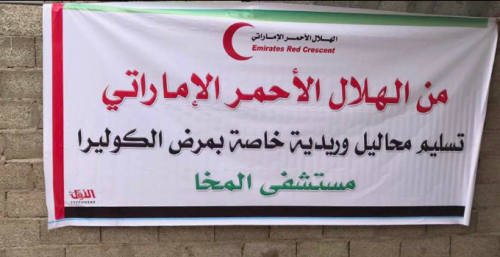 الهلال الأحمر الإماراتي
Emirates Red Crescent
من الهلال الأحمر الإماراتي
تسليم محاليل وريدية خاصة بمرض الكوليرا
مستشفى المخا